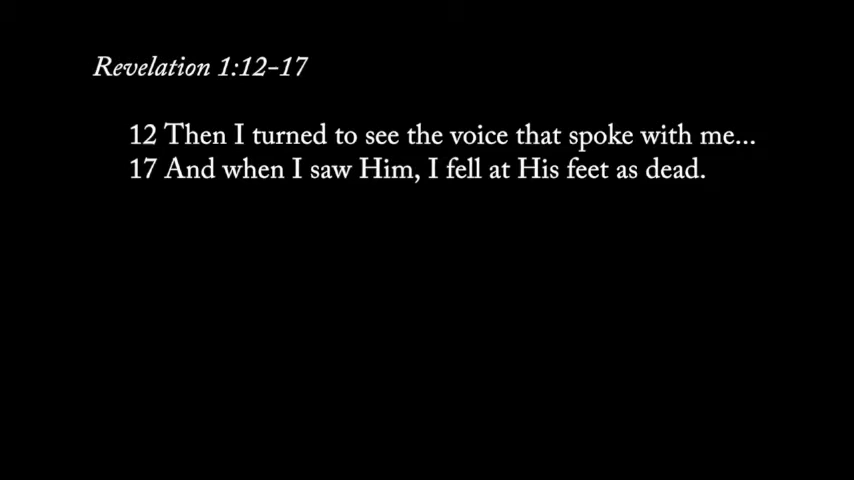 Revelation 1:12-17
12 Then I turned to see the voice that spoke with me...
17 And when I saw Him, I fell at His feet as dead.